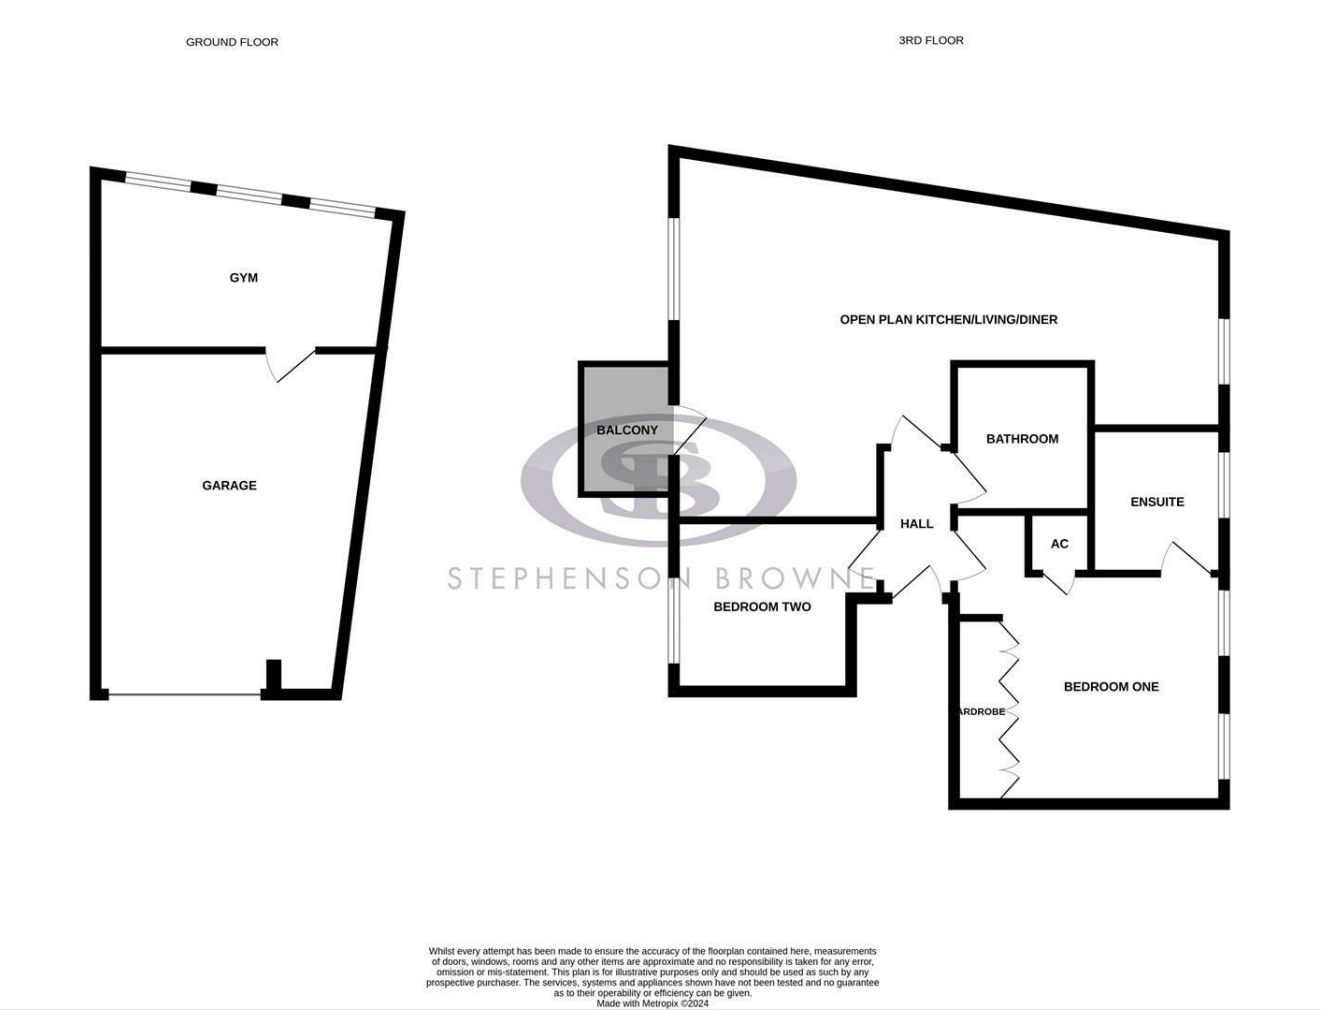 GROUND FLOOR
3RD FLOOR
GYM
OPEN PLAN KITCHEN/LIVING/DINER
BALCONY
BATHROOM
GARAGE
ENSUITE
HALL
AC
STEPHENSON BROWNE
BEDROOM TWO
BEDROOM ONE
ARDROBE
Whilst every attempt has been made to ensure the accuracy of the floorplan contained here, measurements
of doors, windows, rooms and any other items are approximate and no responsibility is taken for any error,
omission or mis-statement. This plan is for illustrative purposes only and should be used as such by any
prospective purchaser. The services, systems and appliances shown have not been tested and no guarantee
as to their operability or efficiency can be given.
Made with Metropix ©2024